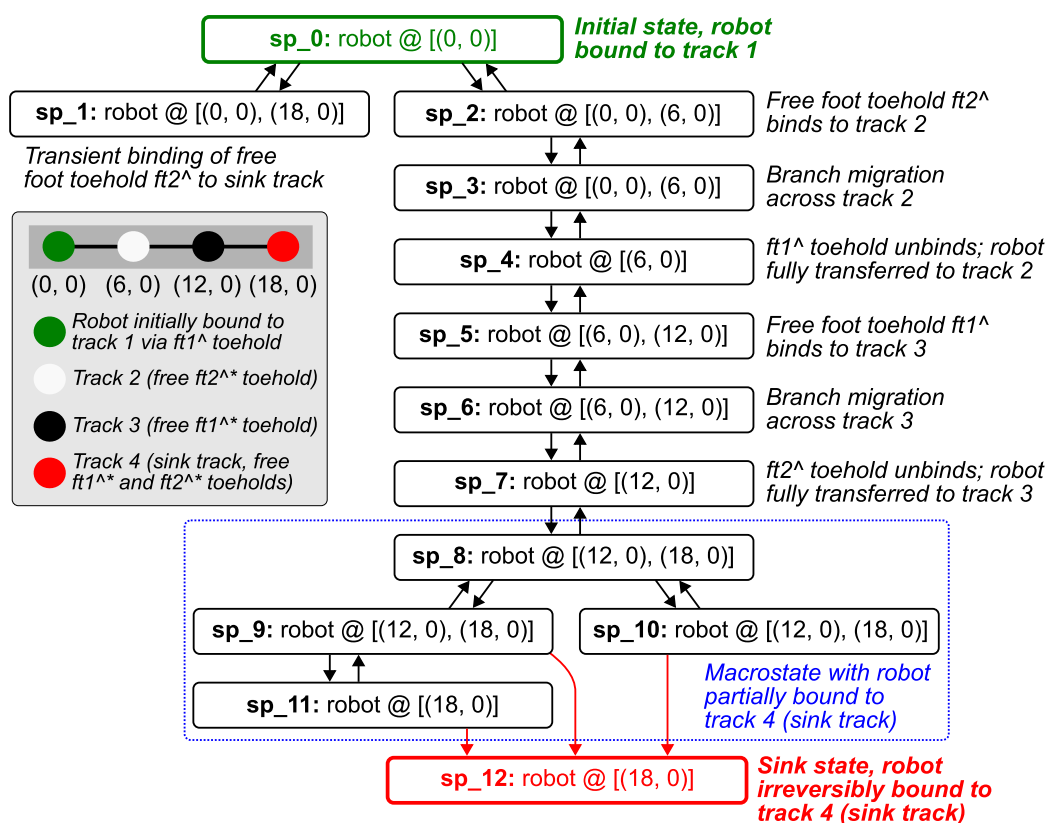 sp_0: robot @ [(0, 0)]
Initial state, robot
bound to track 1
sp_1: robot @ [(0, 0), (18, 0)]
Transient binding of free
foot toehold ft2^ to sink track
sp_2: robot @ [(0, 0), (6, 0)]
Free foot toehold ft2^
binds to track 2
sp_3: robot @ [(0, 0), (6, 0)]
Branch migration
across track 2
sp_4: robot @ [(6, 0)]
ft1^ toehold unbinds; robot
fully transferred to track 2
(0, 0) (6, 0) (12, 0) (18, 0)
Robot initially bound to
track 1 via ft1^ toehold
Track 2 (free ft2^* toehold)
Track 3 (free ft1^* toehold)
Track 4 (sink track, free
ft1^* and ft2^* toeholds)
sp_5: robot @ [(6, 0), (12, 0)]
Free foot toehold ft1^
binds to track 3
sp_6: robot @ [(6, 0), (12, 0)]
Branch migration
across track 3
sp_7: robot @ [(12, 0)]
ft2^ toehold unbinds; robot
fully transferred to track 3
sp_8: robot @ [(12, 0), (18, 0)]
sp_9: robot @ [(12, 0), (18, 0)]
sp_10: robot @ [(12, 0), (18, 0)]
sp_11: robot @ [(18, 0)]
Macrostate with robot
partially bound to
track 4 (sink track)
sp_12: robot @ [(18, 0)]
Sink state, robot
irreversibly bound to
track 4 (sink track)